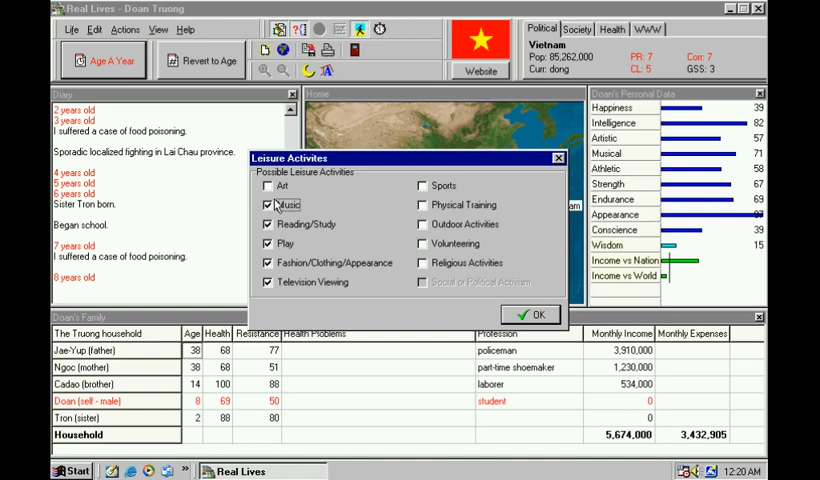 Real Lives - Doan Truong
Life Edit Actions View Help
Age A Year
Revert to Age
Website
Political Society Health WWW
Vietnam
Pop: 85,262,000 PR: 7 Corr: 7
Curr: dong CL: 5 GSS: 3
Diary
2 years old
3 years old
I suffered a case of food poisoning.
Sporadic localized fighting in Lai Chau province.
4 years old
5 years old
6 years old
Sister Tron born.
Began school.
7 years old
I suffered a case of food poisoning.
8 years old
Home
Leisure Activites
Possible Leisure Activities
Art
Music
Reading/Study
Play
Fashion/Clothing/Appearance
Television Viewing
Sports
Physical Training
Outdoor Activities
Volunteering
Religious Activities
Social or Political Activism
OK
Doan's Personal Data
Happiness 39
Intelligence 82
Artistic 57
Musical 71
Athletic 58
Strength 67
Endurance 69
Appearance
Conscience 39
Wisdom 15
Income vs Nation
Income vs World
Doan's Family
The Truong household Age Health Resistance Health Problems Profession Monthly Income Monthly Expenses
Jae-Yup (father) 38 68 77 policeman 3,910,000
Ngoc (mother) 38 68 51 part-time shoemaker 1,230,000
Cadao (brother) 14 100 88 laborer 534,000
Doan (self - male) 8 69 50 student 0
Tron (sister) 2 88 80 0
Household 5,674,000 3,432,905
Start Real Lives 12:20 AM